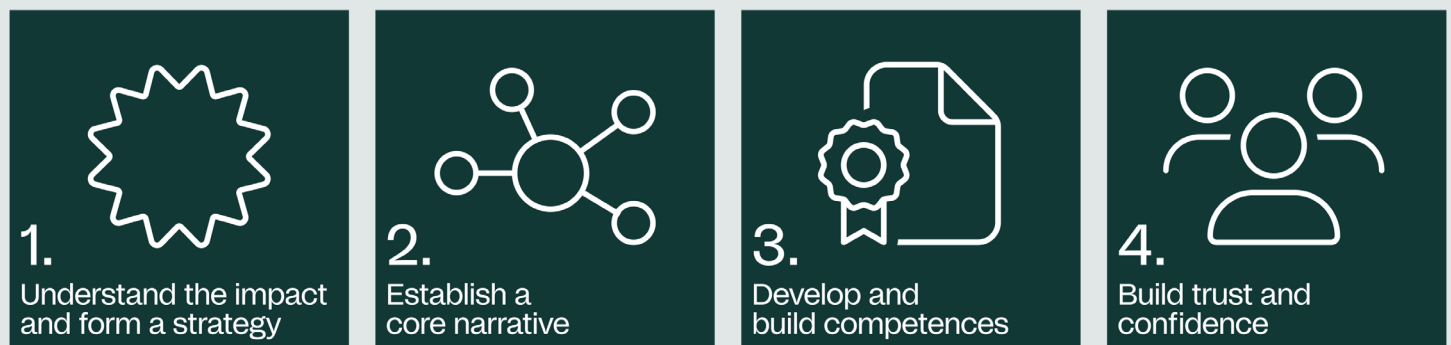 1.
Understand the impact
and form a strategy
2.
Establish a
core narrative
3.
Develop and
build competences
4.
Build trust and
confidence